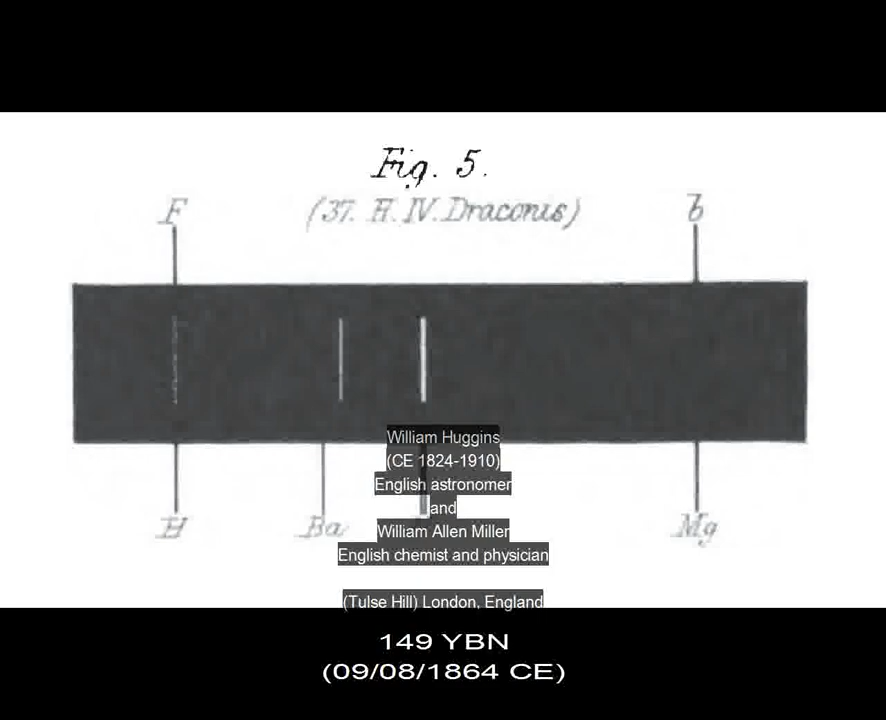 Fig. 5.
F (37. H. IV. Draconis) b
H Ba Mg
William Huggins
(CE 1824-1910)
English astronomer
and
William Allen Miller
English chemist and physician
(Tulse Hill) London, England
149 YBN
(09/08/1864 CE)